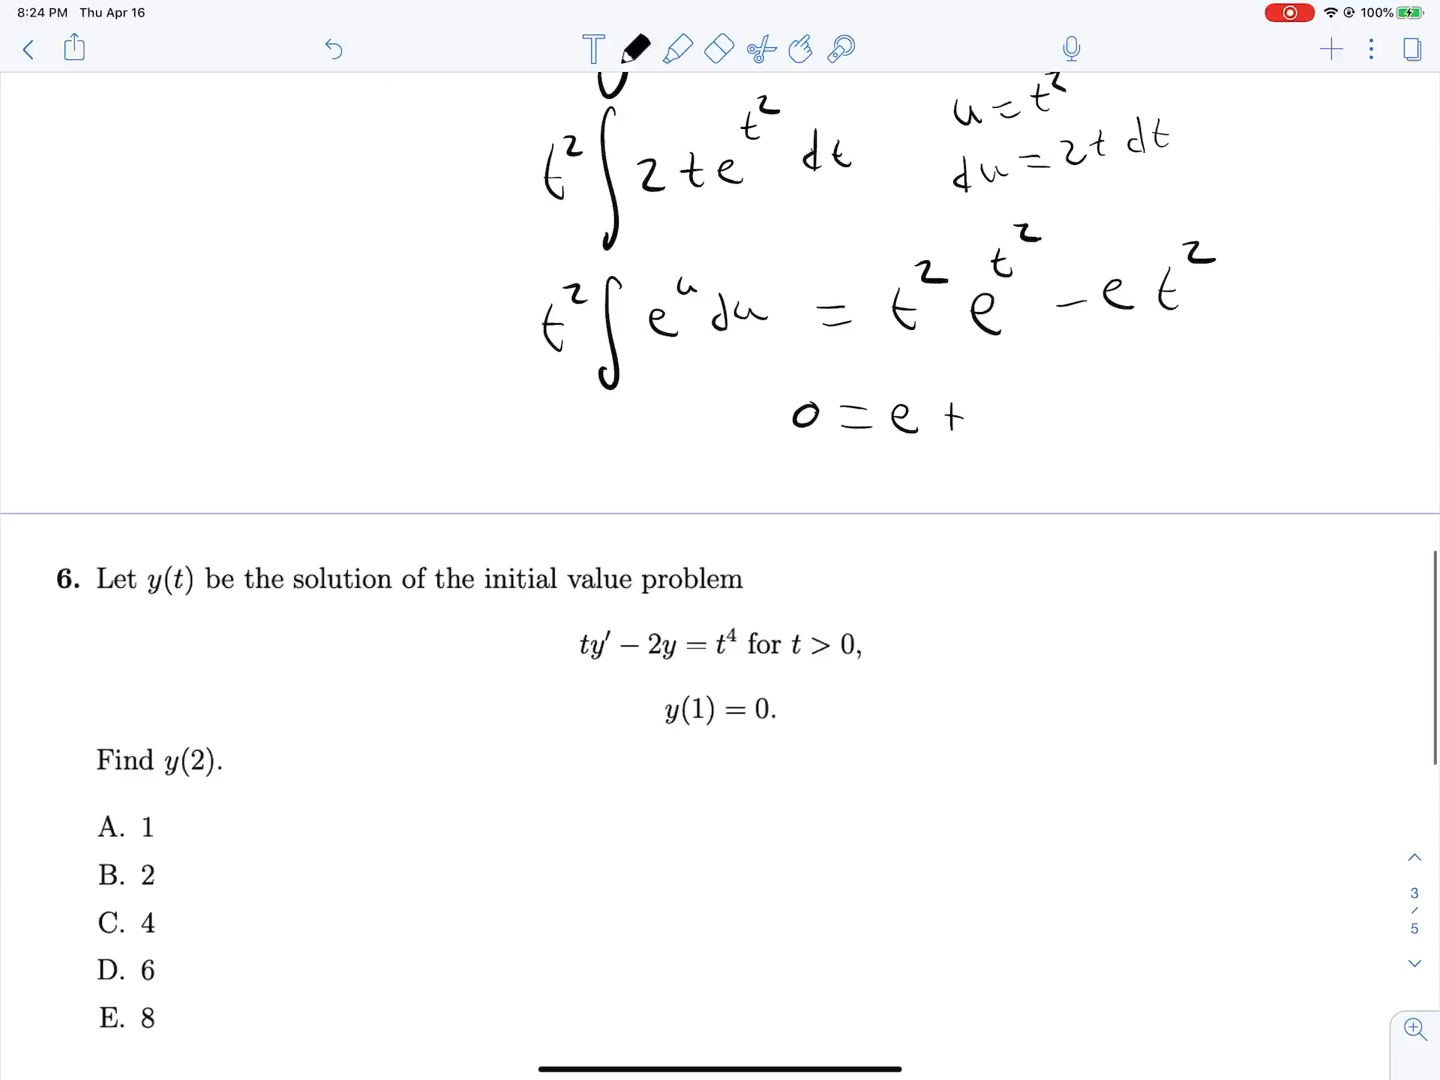 8:24 PM Thu Apr 16
100%
T
t² ∫ 2te^{t²} dt
u = t²
du = 2t dt
t² ∫ e^u du = t² e^{t²} − et²
0 = e +
6. Let y(t) be the solution of the initial value problem
ty′ − 2y = t⁴ for t > 0,
y(1) = 0.
Find y(2).
A. 1
B. 2
C. 4
D. 6
E. 8
3
/
5